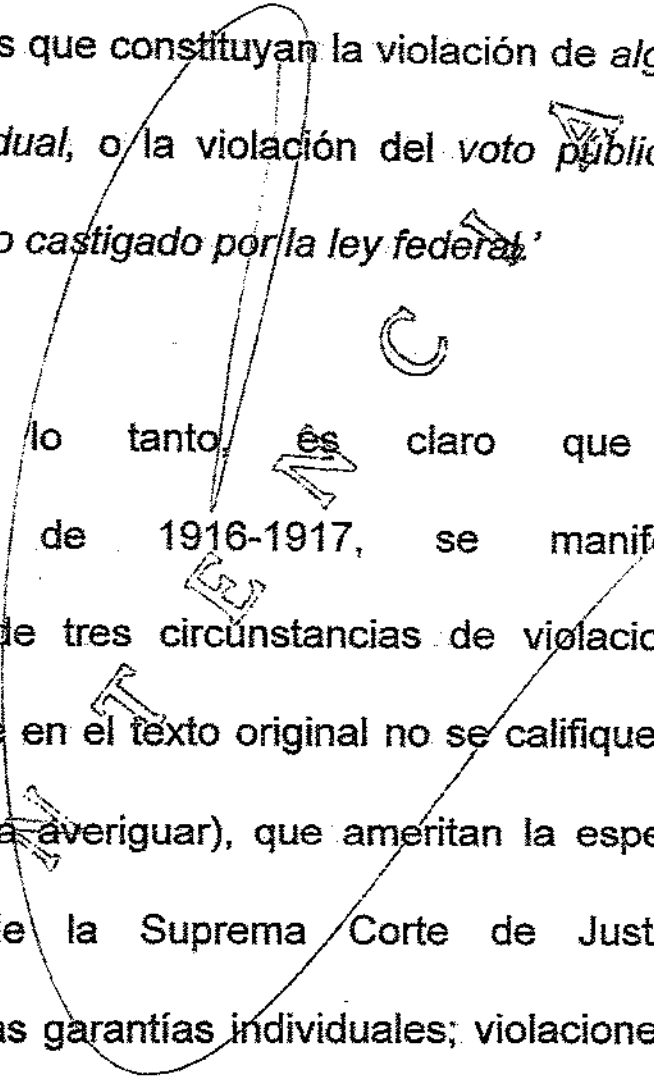 s que constituyan la violación de alg
dual, o la violación del voto públic
o castigado por la ley federal.'
lo tanto, es claro que
de 1916-1917, se manif
de tres circunstancias de violacio
e en el texto original no se califique
a averiguar), que ameritan la espe
de la Suprema Corte de Just
as garantías individuales; violacione